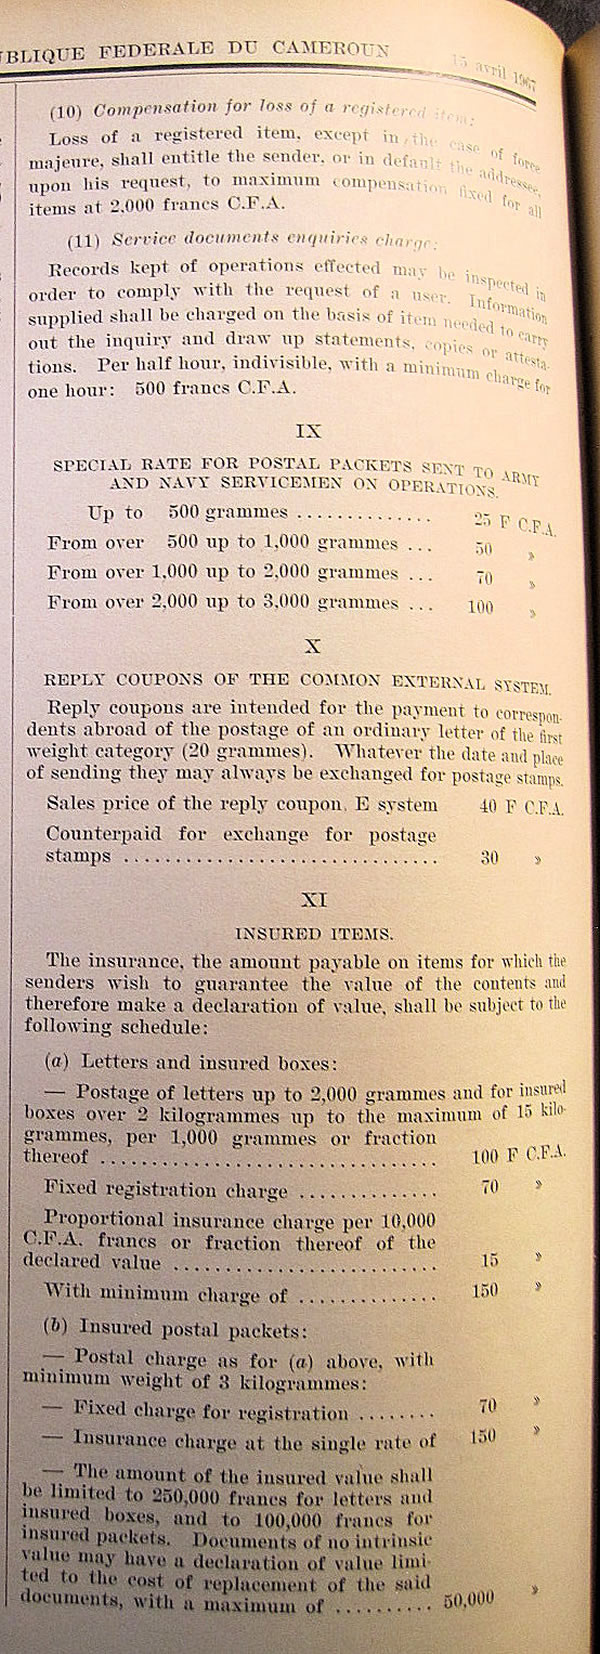 UBLIQUE FEDERALE DU CAMEROUN 15 avril 1967
(10) Compensation for loss of a registered item:
Loss of a registered item, except in the case of force
majeure, shall entitle the sender, or in default the addressee,
upon his request, to maximum compensation fixed for all
items at 2,000 francs C.F.A.
(11) Service documents enquiries charge:
Records kept of operations effected may be inspected in
order to comply with the request of a user. Information
supplied shall be charged on the basis of item needed to carry
out the inquiry and draw up statements, copies or attesta-
tions. Per half hour, indivisible, with a minimum charge for
one hour: 500 francs C.F.A.
IX
SPECIAL RATE FOR POSTAL PACKETS SENT TO ARMY
AND NAVY SERVICEMEN ON OPERATIONS.
Up to 500 grammes .............. 25 F C.F.A.
From over 500 up to 1,000 grammes ... 50 »
From over 1,000 up to 2,000 grammes ... 70 »
From over 2,000 up to 3,000 grammes ... 100 »
X
REPLY COUPONS OF THE COMMON EXTERNAL SYSTEM.
Reply coupons are intended for the payment to correspon-
dents abroad of the postage of an ordinary letter of the first
weight category (20 grammes). Whatever the date and place
of sending they may always be exchanged for postage stamps.
Sales price of the reply coupon, E system 40 F C.F.A.
Counterpaid for exchange for postage
stamps ............................... 30 »
XI
INSURED ITEMS.
The insurance, the amount payable on items for which the
senders wish to guarantee the value of the contents and
therefore make a declaration of value, shall be subject to the
following schedule:
(a) Letters and insured boxes:
— Postage of letters up to 2,000 grammes and for insured
boxes over 2 kilogrammes up to the maximum of 15 kilo-
grammes, per 1,000 grammes or fraction
thereof ................................. 100 F C.F.A.
Fixed registration charge .............. 70 »
Proportional insurance charge per 10,000
C.F.A. francs or fraction thereof of the
declared value .......................... 15 »
With minimum charge of .............. 150 »
(b) Insured postal packets:
— Postal charge as for (a) above, with
minimum weight of 3 kilogrammes:
— Fixed charge for registration ........ 70 »
— Insurance charge at the single rate of 150 »
— The amount of the insured value shall
be limited to 250,000 francs for letters and
insured boxes, and to 100,000 francs for
insured packets. Documents of no intrinsic
value may have a declaration of value limi-
ted to the cost of replacement of the said
documents, with a maximum of .......... 50,000 »